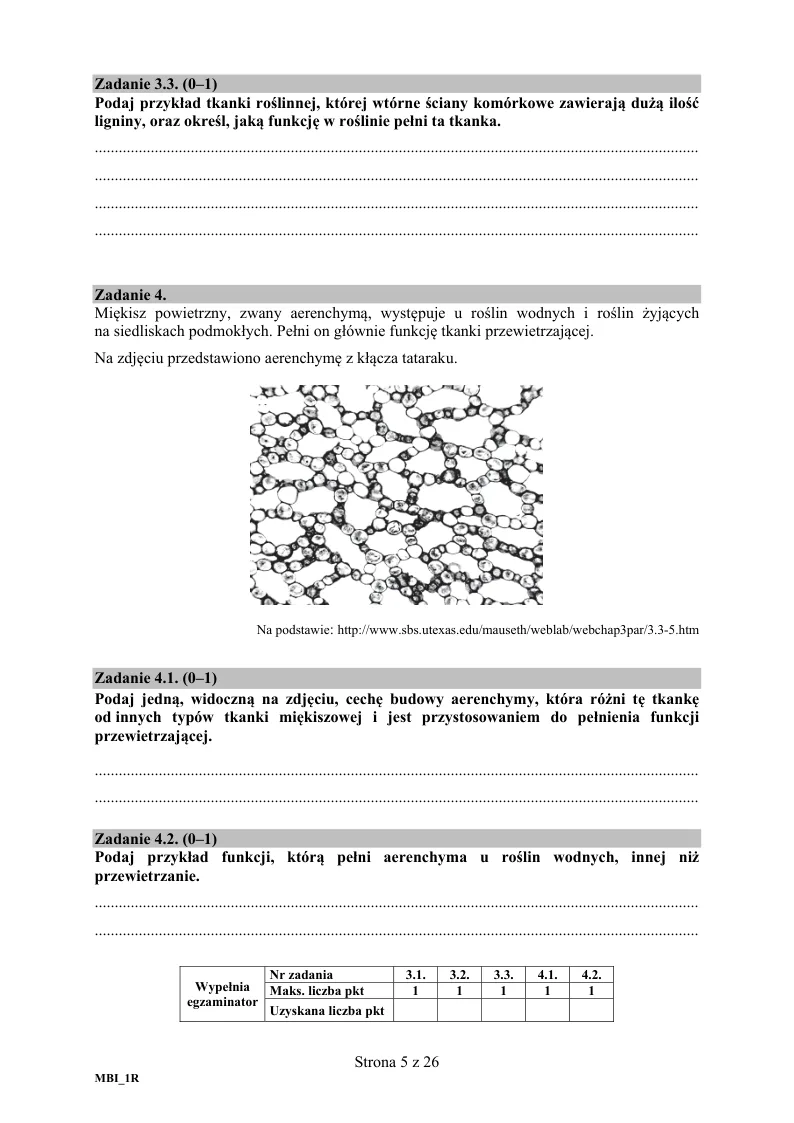 Zadanie 3.3. (0–1)
Podaj przykład tkanki roślinnej, której wtórne ściany komórkowe zawierają dużą ilość
ligniny, oraz określ, jaką funkcję w roślinie pełni ta tkanka.
.......................................................................................................................................................
.......................................................................................................................................................
.......................................................................................................................................................
.......................................................................................................................................................
Zadanie 4.
Miękisz powietrzny, zwany aerenchymą, występuje u roślin wodnych i roślin żyjących
na siedliskach podmokłych. Pełni on głównie funkcję tkanki przewietrzającej.
Na zdjęciu przedstawiono aerenchymę z kłącza tataraku.
Na podstawie: http://www.sbs.utexas.edu/mauseth/weblab/webchap3par/3.3-5.htm
Zadanie 4.1. (0–1)
Podaj jedną, widoczną na zdjęciu, cechę budowy aerenchymy, która różni tę tkankę
od innych typów tkanki miękiszowej i jest przystosowaniem do pełnienia funkcji
przewietrzającej.
.......................................................................................................................................................
.......................................................................................................................................................
Zadanie 4.2. (0–1)
Podaj przykład funkcji, którą pełni aerenchyma u roślin wodnych, innej niż
przewietrzanie.
.......................................................................................................................................................
.......................................................................................................................................................
Wypełnia egzaminator
Nr zadania 3.1. 3.2. 3.3. 4.1. 4.2.
Maks. liczba pkt 1 1 1 1 1
Uzyskana liczba pkt
Strona 5 z 26
MBI_1R